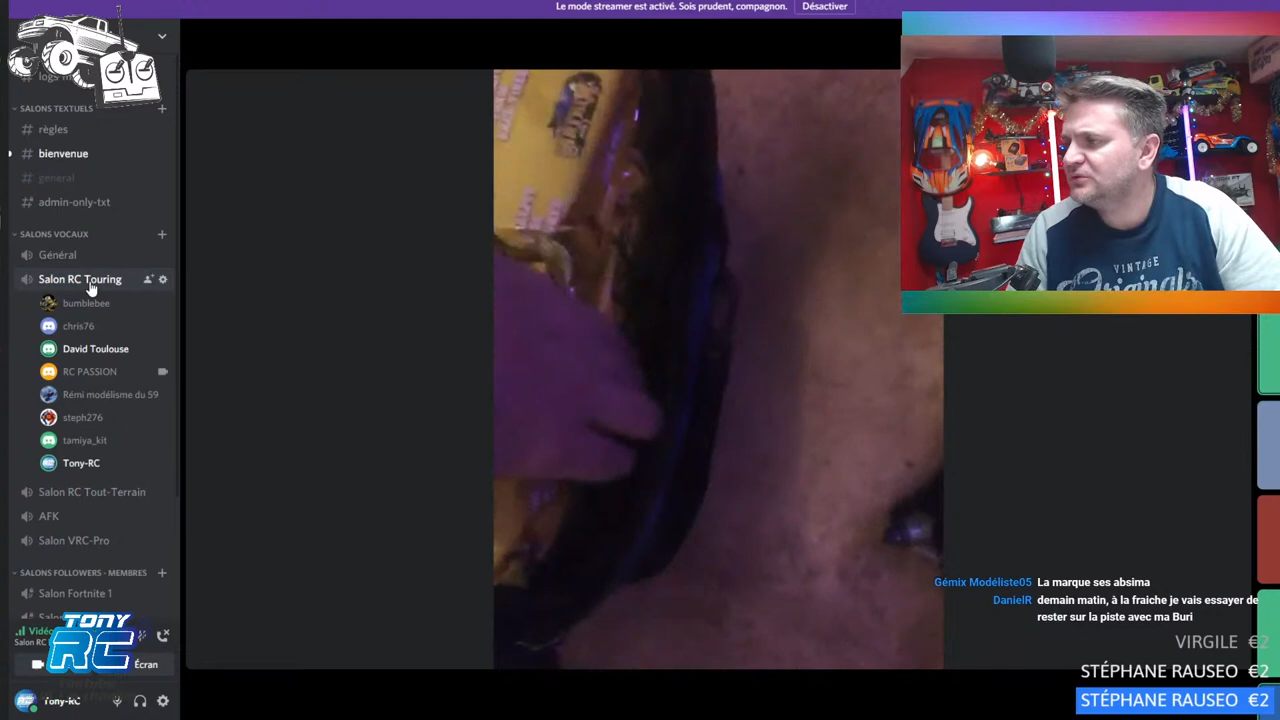 Le mode streamer est activé. Sois prudent, compagnon.
Désactiver
SALONS TEXTUELS
règles
bienvenue
general
admin-only-txt
SALONS VOCAUX
Général
Salon RC Touring
bumblebee
chris76
David Toulouse
RC PASSION
Rémi modélisme du 59
steph276
tamiya_kit
Tony-RC
Salon RC Tout-Terrain
AFK
Salon VRC-Pro
SALONS FOLLOWERS - MEMBRES
Salon Fortnite 1
TONY
RC
Écran
Tony-RC
VINTAGE
Originals
Gémix Modéliste05 La marque ses absima
DanielR demain matin, à la fraiche je vais essayer de
rester sur la piste avec ma Buri
VIRGILE €2
STÉPHANE RAUSEO €2
STÉPHANE RAUSEO €2